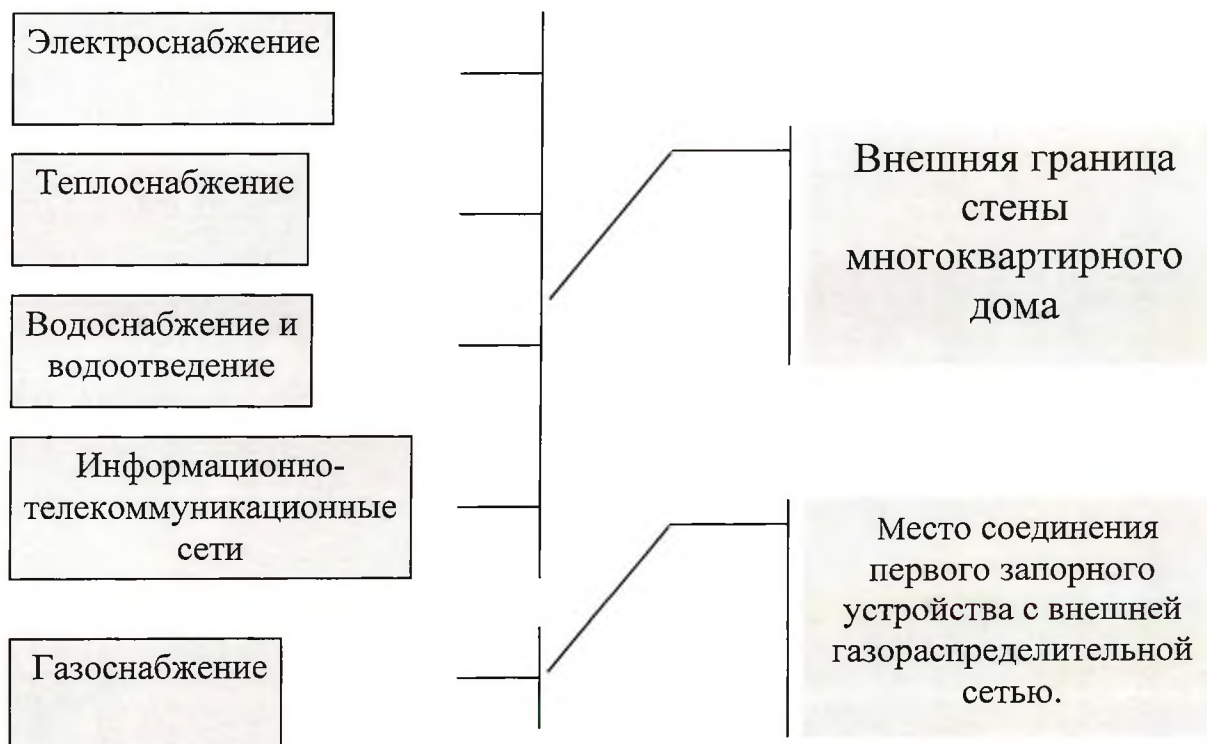 Электроснабжение
Теплоснабжение
Водоснабжение и
водоотведение
Информационно-
телекоммуникационные
сети
Газоснабжение
Внешняя граница
стены
многоквартирного
дома
Место соединения
первого запорного
устройства с внешней
газораспределительной
сетью.